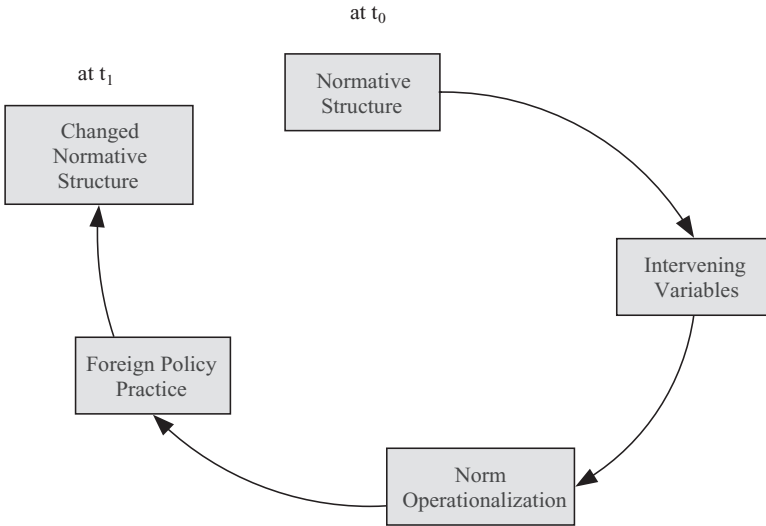 at t₀
Normative
Structure
at t₁
Changed
Normative
Structure
Intervening
Variables
Foreign Policy
Practice
Norm
Operationalization